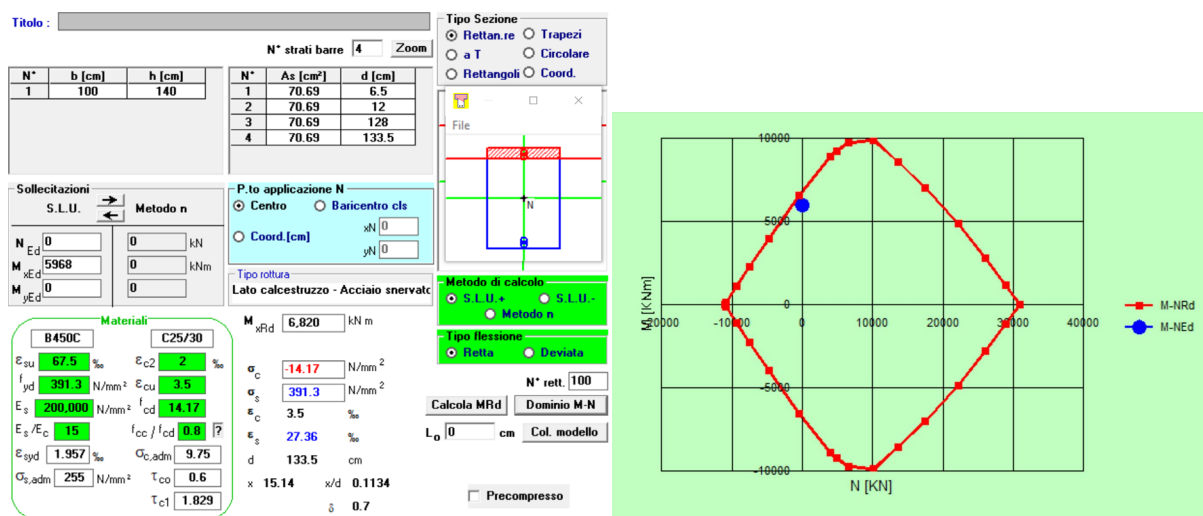 Titolo :
N° strati barre 4 Zoom
N° b [cm] h [cm]
1 100 140
N° As [cm²] d [cm]
1 70.69 6.5
2 70.69 12
3 70.69 128
4 70.69 133.5
Tipo Sezione
Rettan.re Trapezi
a T Circolare
Rettangoli Coord.
File
N
Sollecitazioni
S.L.U. Metodo n
N Ed 0 0 kN
M xEd 5968 0 kNm
M yEd 0 0
P.to applicazione N
Centro Baricentro cls
Coord.[cm] xN 0
yN 0
Tipo rottura
Lato calcestruzzo - Acciaio snervato
Metodo di calcolo
S.L.U.+ S.L.U.-
Metodo n
Tipo flessione
Retta Deviata
N° rett. 100
Calcola MRd Dominio M-N
L o 0 cm Col. modello
Precompresso
Materiali
B450C C25/30
ε su 67.5 ‰ ε c2 2 ‰
f yd 391.3 N/mm² ε cu 3.5
E s 200,000 N/mm² f cd 14.17
E s /E c 15 f cc / f cd 0.8 ?
ε syd 1.957 ‰ σ c,adm 9.75
σ s,adm 255 N/mm² τ co 0.6
τ c1 1.829
M xRd 6,820 kN m
σ c -14.17 N/mm²
σ s 391.3 N/mm²
ε c 3.5 ‰
ε s 27.36 ‰
d 133.5 cm
x 15.14 x/d 0.1134
δ 0.7
10000
5000
0
-5000
-10000
M [KNm]
-20000 -10000 0 10000 20000 30000 40000
N [KN]
M-NRd
M-NEd